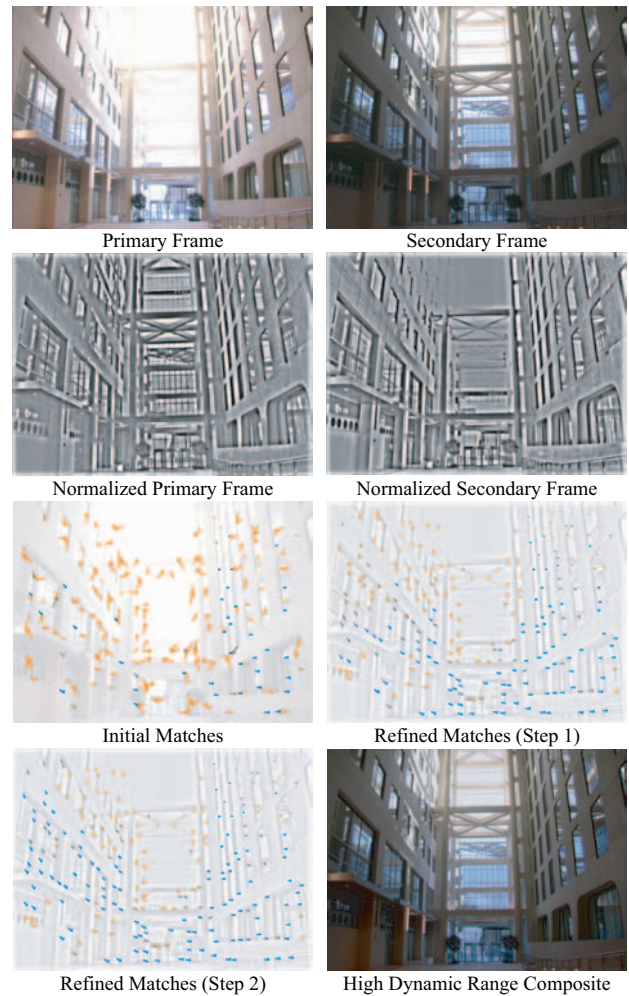 Primary Frame
Secondary Frame
Normalized Primary Frame
Normalized Secondary Frame
Initial Matches
Refined Matches (Step 1)
Refined Matches (Step 2)
High Dynamic Range Composite